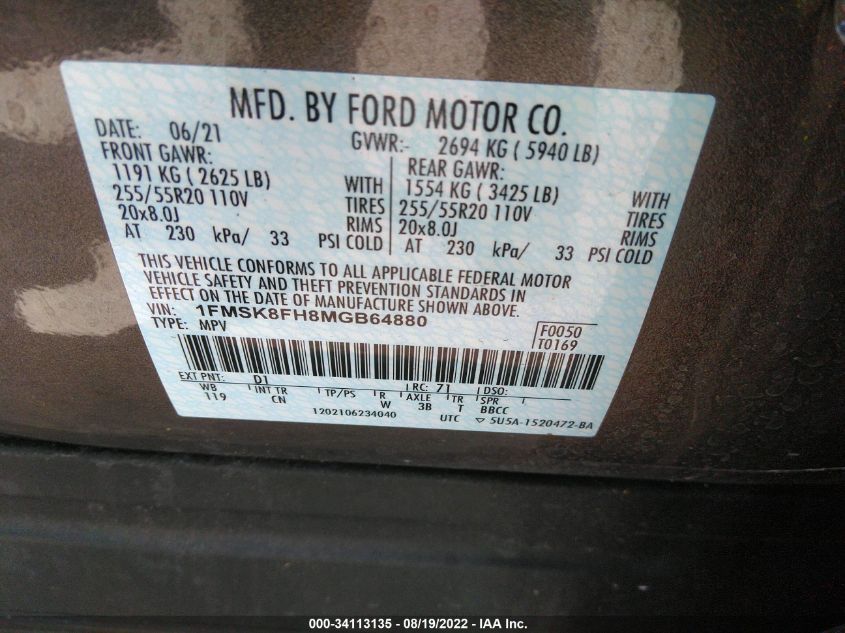 MFD. BY FORD MOTOR CO.
DATE: 06/21 GVWR:- 2694 KG ( 5940 LB)
FRONT GAWR: REAR GAWR:
1191 KG ( 2625 LB) WITH 1554 KG ( 3425 LB) WITH
255/55R20 110V TIRES 255/55R20 110V TIRES
20x8.0J RIMS 20x8.0J RIMS
AT 230 kPa/ 33 PSI COLD AT 230 kPa/ 33 PSI COLD
THIS VEHICLE CONFORMS TO ALL APPLICABLE FEDERAL MOTOR
VEHICLE SAFETY AND THEFT PREVENTION STANDARDS IN
EFFECT ON THE DATE OF MANUFACTURE SHOWN ABOVE.
VIN: 1FMSK8FH8MGB64880 F0050
TYPE: MPV T0169
EXT PNT: D1 RC: 71 DSO:
WB INT TR TP/PS R AXLE TR SPR
119 CN W 3B T BBCC
1202106234040 UTC ▽ 5U5A-1520472-BA
000-34113135 - 08/19/2022 - IAA Inc.